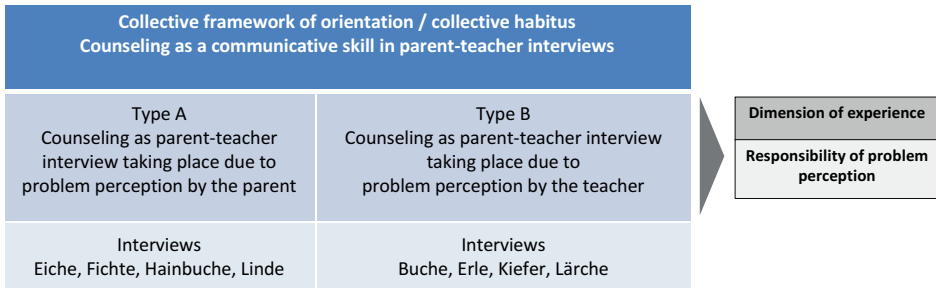 Collective framework of orientation / collective habitus
Counseling as a communicative skill in parent-teacher interviews
Type A
Counseling as parent-teacher
interview taking place due to
problem perception by the parent
Type B
Counseling as parent-teacher interview
taking place due to
problem perception by the teacher
Interviews
Eiche, Fichte, Hainbuche, Linde
Interviews
Buche, Erle, Kiefer, Lärche
Dimension of experience
Responsibility of problem
perception